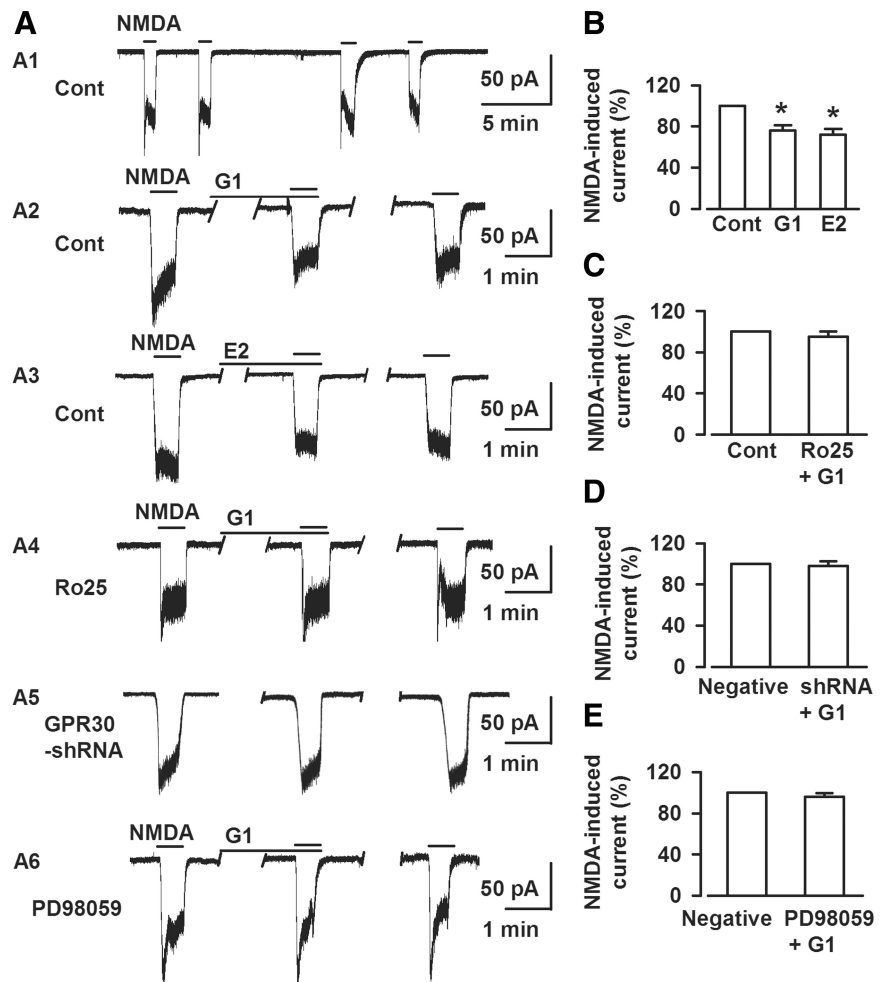 A
NMDA
A1
Cont
50 pA
5 min
NMDA
G1
A2
Cont
50 pA
1 min
NMDA
E2
A3
Cont
50 pA
1 min
NMDA
G1
A4
Ro25
50 pA
1 min
A5
GPR30
-shRNA
50 pA
1 min
NMDA
G1
A6
PD98059
50 pA
1 min
B
NMDA-induced
current (%)
120
80
40
0
* *
Cont G1 E2
C
NMDA-induced
current (%)
120
80
40
0
Cont Ro25
+ G1
D
NMDA-induced
current (%)
120
80
40
0
Negative shRNA
+ G1
E
NMDA-induced
current (%)
120
80
40
0
Negative PD98059
+ G1